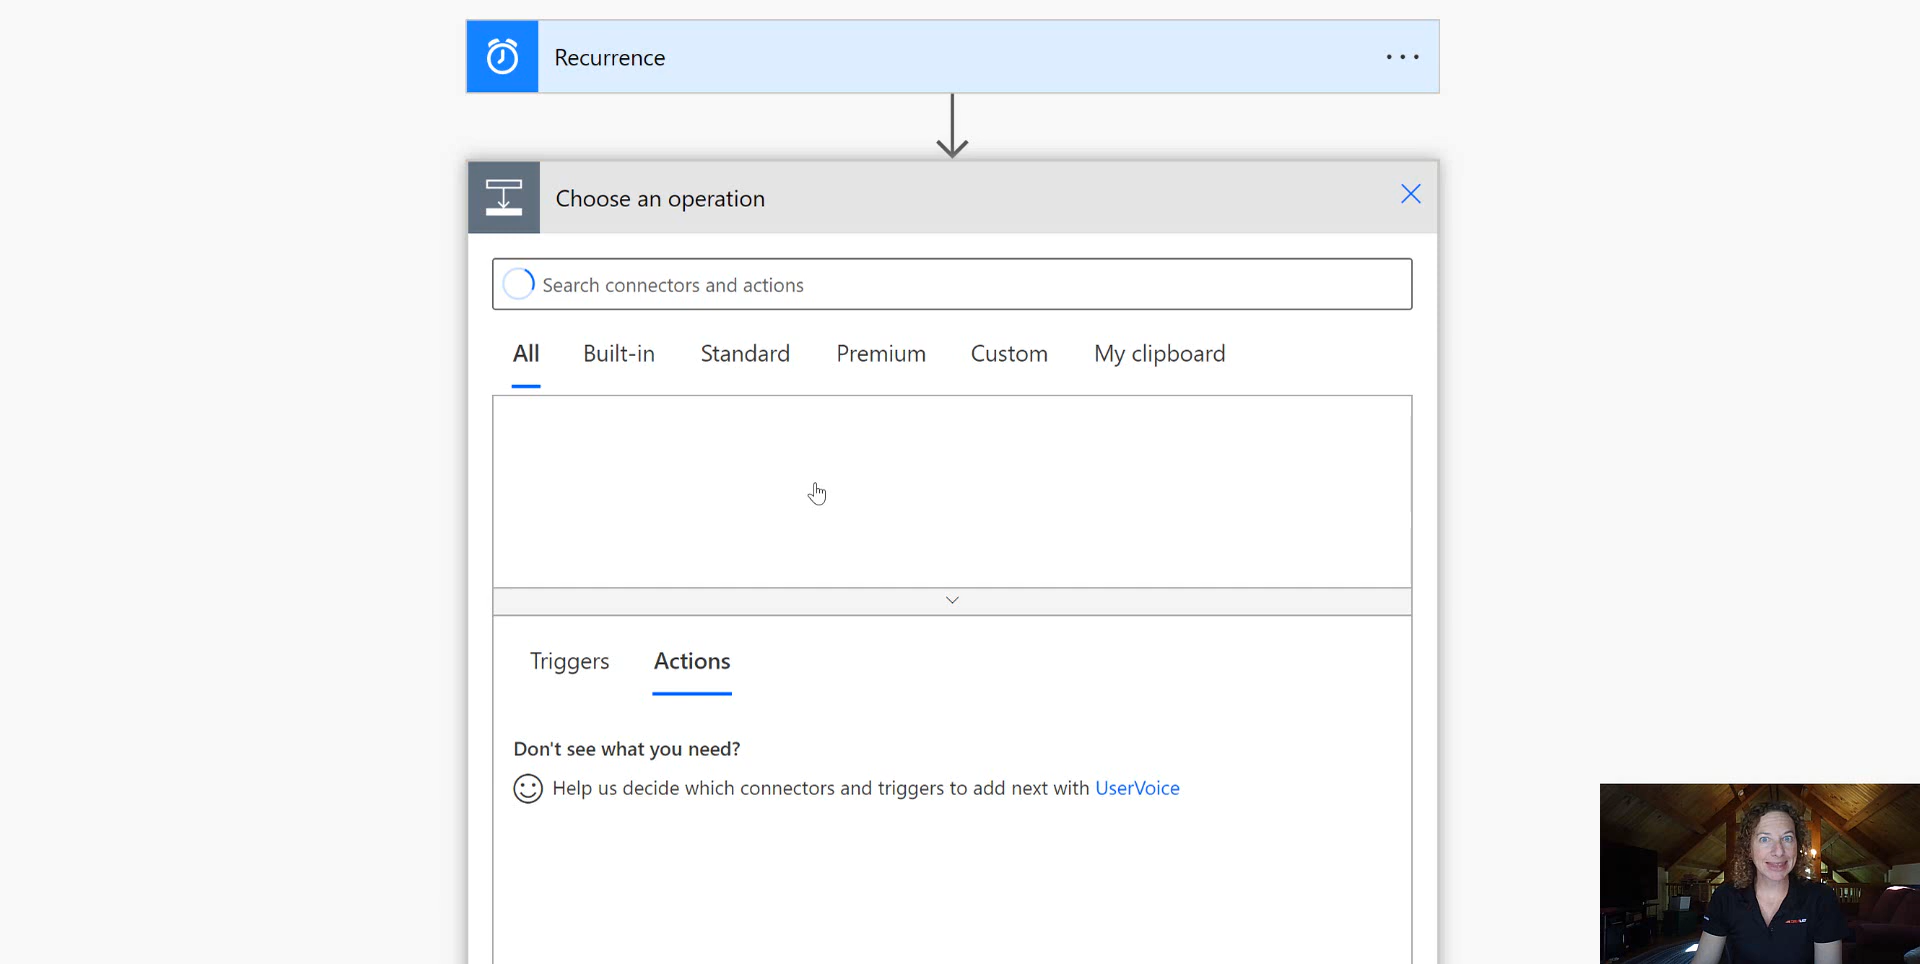 Recurrence
Choose an operation
Search connectors and actions
All Built-in Standard Premium Custom My clipboard
Triggers Actions
Don't see what you need?
Help us decide which connectors and triggers to add next with UserVoice